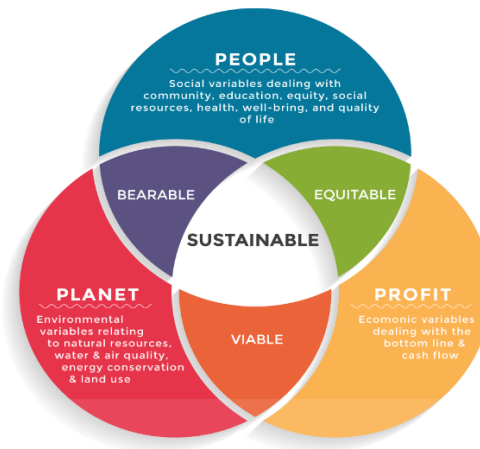 PEOPLE
Social variables dealing with
community, education, equity, social
resources, health, well-bring, and quality
of life
BEARABLE
EQUITABLE
SUSTAINABLE
PLANET
Environmental
variables relating
to natural resources,
water & air quality,
energy conservation
& land use
PROFIT
Ecomonic variables
dealing with the
bottom line &
cash flow
VIABLE